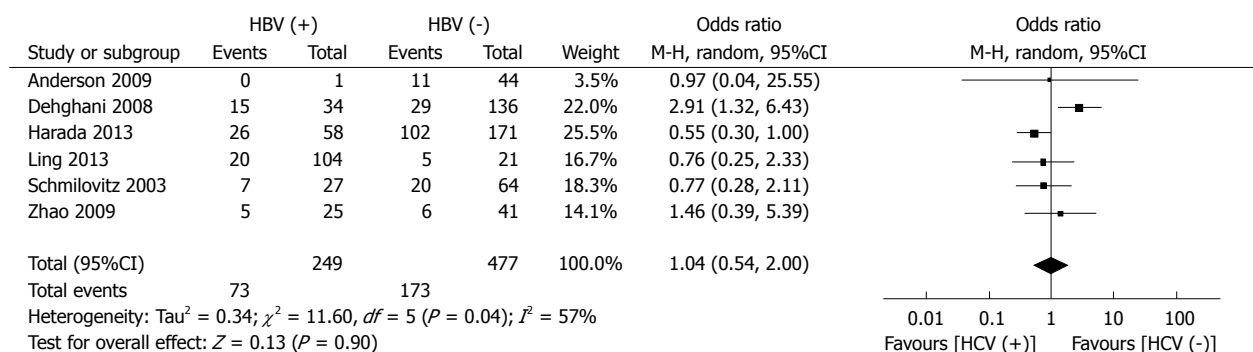 HBV (+) HBV (-) Odds ratio Odds ratio
Study or subgroup Events Total Events Total Weight M-H, random, 95%CI M-H, random, 95%CI
Anderson 2009 0 1 11 44 3.5% 0.97 (0.04, 25.55)
Dehghani 2008 15 34 29 136 22.0% 2.91 (1.32, 6.43)
Harada 2013 26 58 102 171 25.5% 0.55 (0.30, 1.00)
Ling 2013 20 104 5 21 16.7% 0.76 (0.25, 2.33)
Schmilovitz 2003 7 27 20 64 18.3% 0.77 (0.28, 2.11)
Zhao 2009 5 25 6 41 14.1% 1.46 (0.39, 5.39)
Total (95%CI) 249 477 100.0% 1.04 (0.54, 2.00)
Total events 73 173
Heterogeneity: Tau² = 0.34; χ² = 11.60, df = 5 (P = 0.04); I² = 57%
Test for overall effect: Z = 0.13 (P = 0.90)
0.01 0.1 1 10 100
Favours [HCV (+) Favours [HCV (-)]